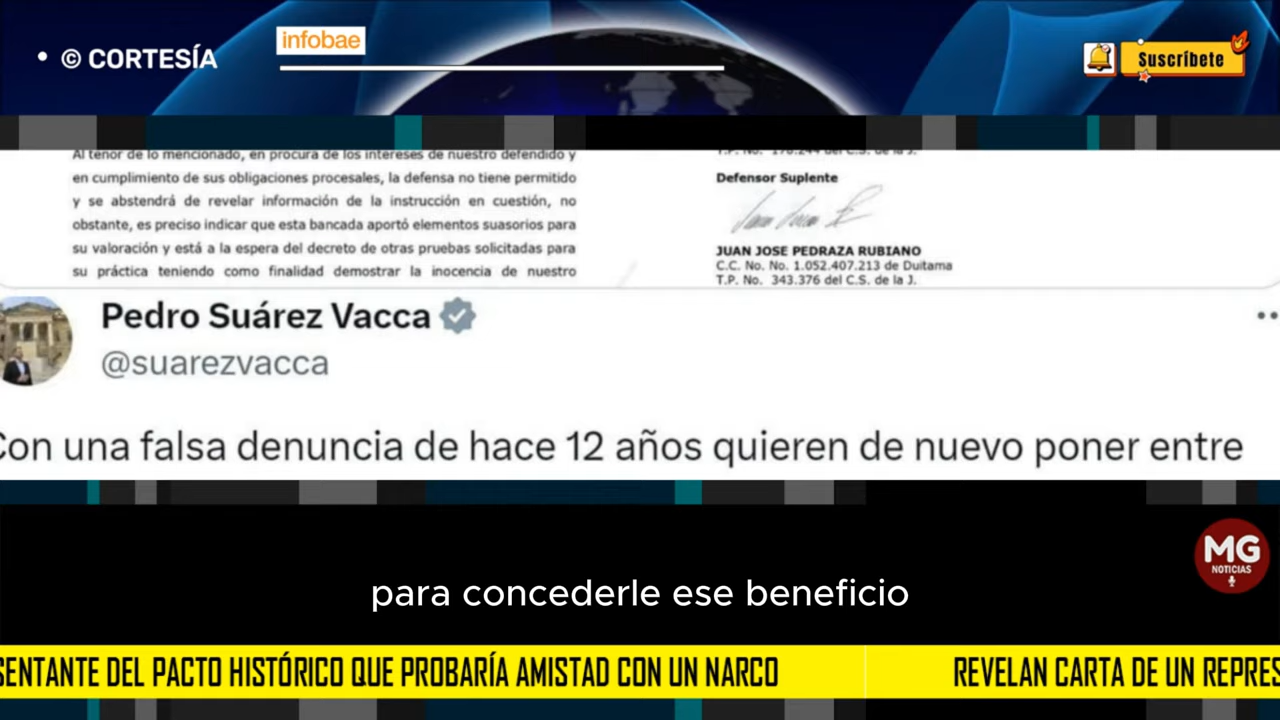 • © CORTESÍA
infobae
Suscríbete
Al tenor de lo mencionado, en procura de los intereses de nuestro defendido y
en cumplimiento de sus obligaciones procesales, la defensa no tiene permitido
y se abstendrá de revelar información de la instrucción en cuestión, no
obstante, es preciso indicar que esta bancada aportó elementos suasorios para
su valoración y está a la espera del decreto de otras pruebas solicitadas para
su práctica teniendo como finalidad demostrar la inocencia de nuestro
Defensor Suplente
JUAN JOSE PEDRAZA RUBIANO
C.C. No. No. 1.052.407.213 de Duitama
T.P. No. 343.376 del C.S. de la J.
Pedro Suárez Vacca
@suarezvacca
Con una falsa denuncia de hace 12 años quieren de nuevo poner entre
MG
NOTICIAS
para concederle ese beneficio
SENTANTE DEL PACTO HISTÓRICO QUE PROBARÍA AMISTAD CON UN NARCO
REVELAN CARTA DE UN REPRES